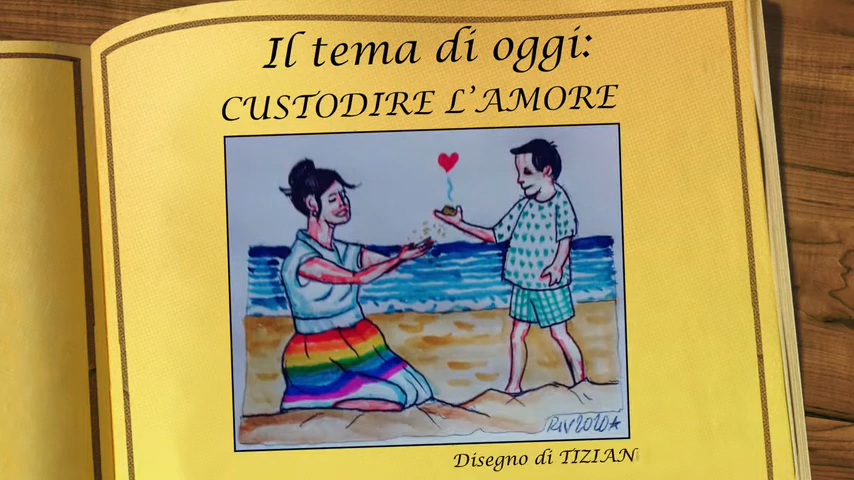 Il tema di oggi:
CUSTODIRE L'AMORE
Disegno di TIZIAN